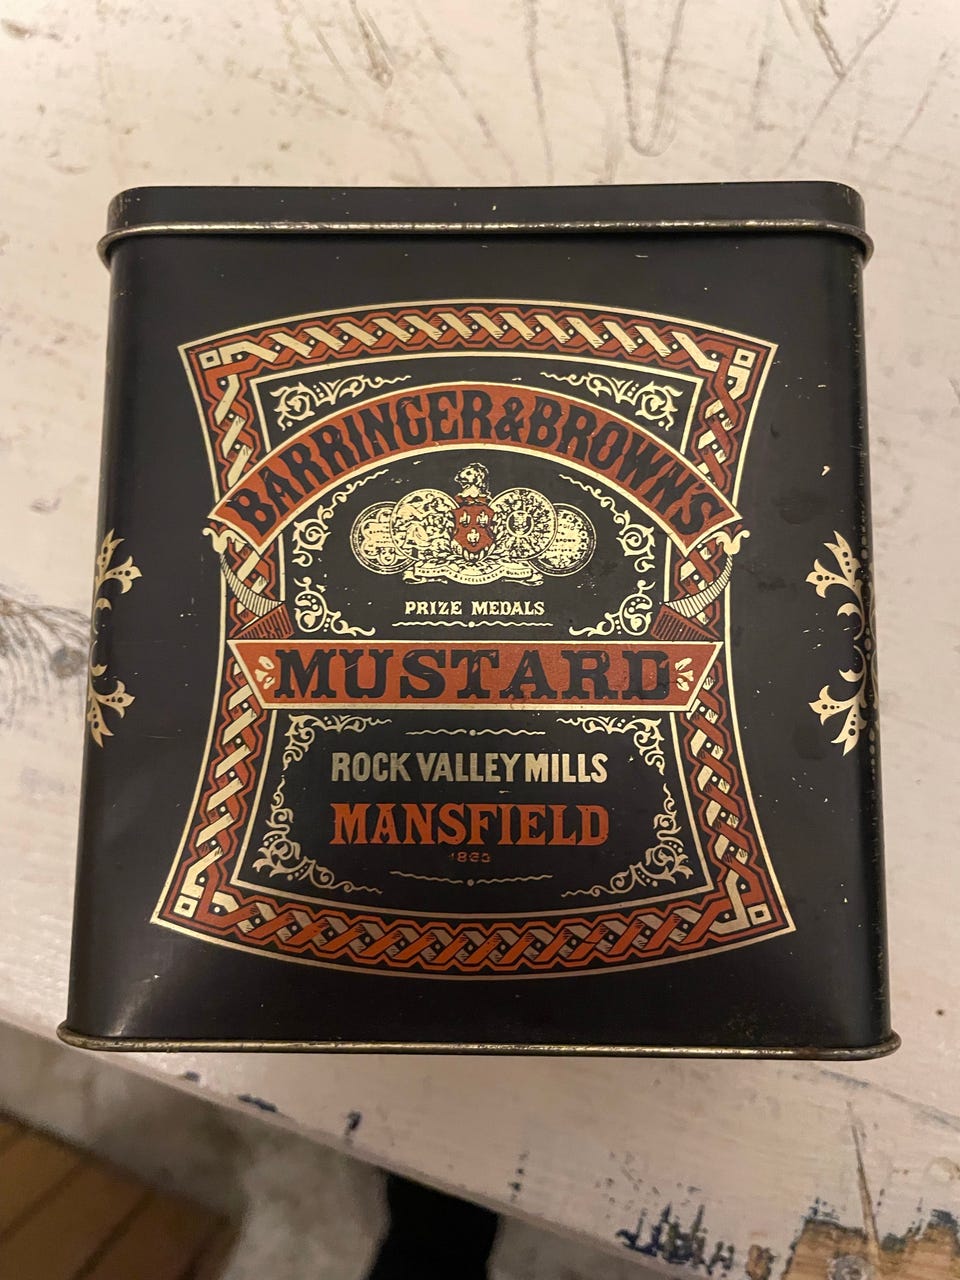 BARRINGER & BROWN'S
PRIZE MEDALS
MUSTARD
ROCK VALLEY MILLS
MANSFIELD